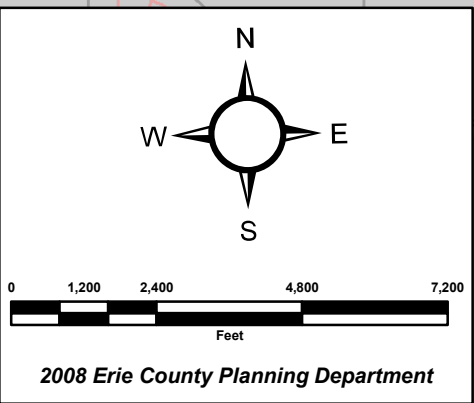 N
W E
S
0 1,200 2,400 4,800 7,200
Feet
2008 Erie County Planning Department